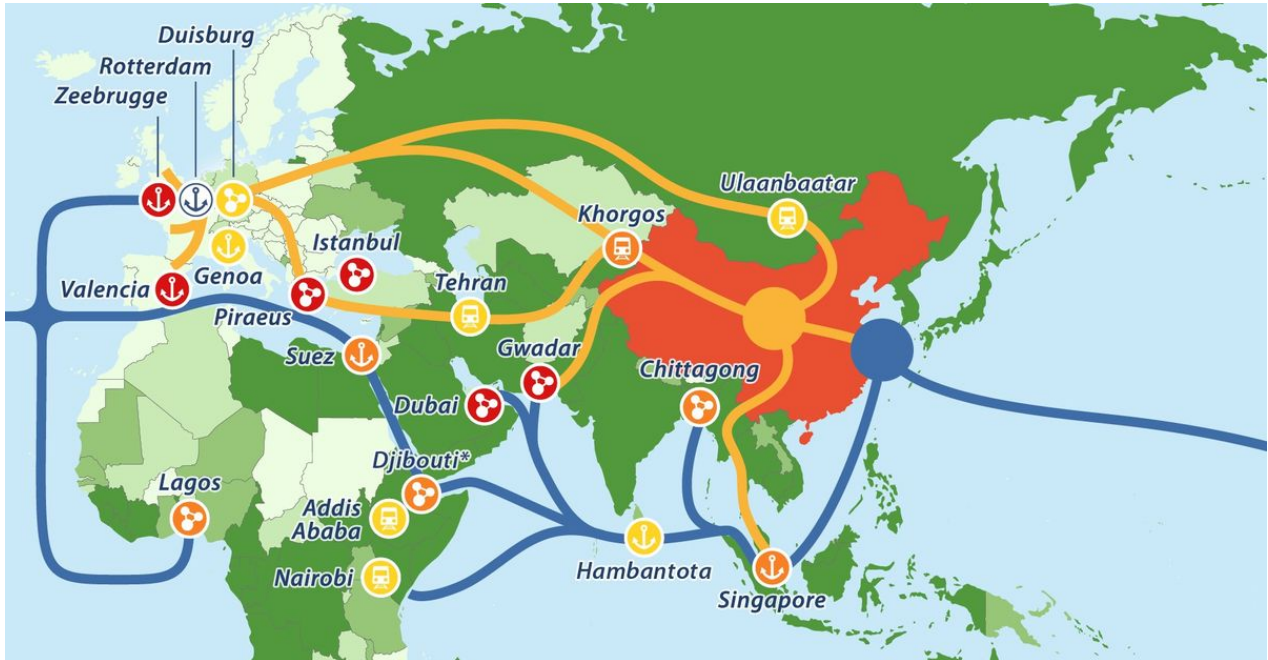 Duisburg
Rotterdam
Zeebrugge
Ulaanbaatar
Khorgos
Istanbul
Genoa
Valencia
Tehran
Piraeus
Suez
Gwadar
Chittagong
Dubai
Djibouti*
Lagos
Addis
Ababa
Nairobi
Hambantota
Singapore